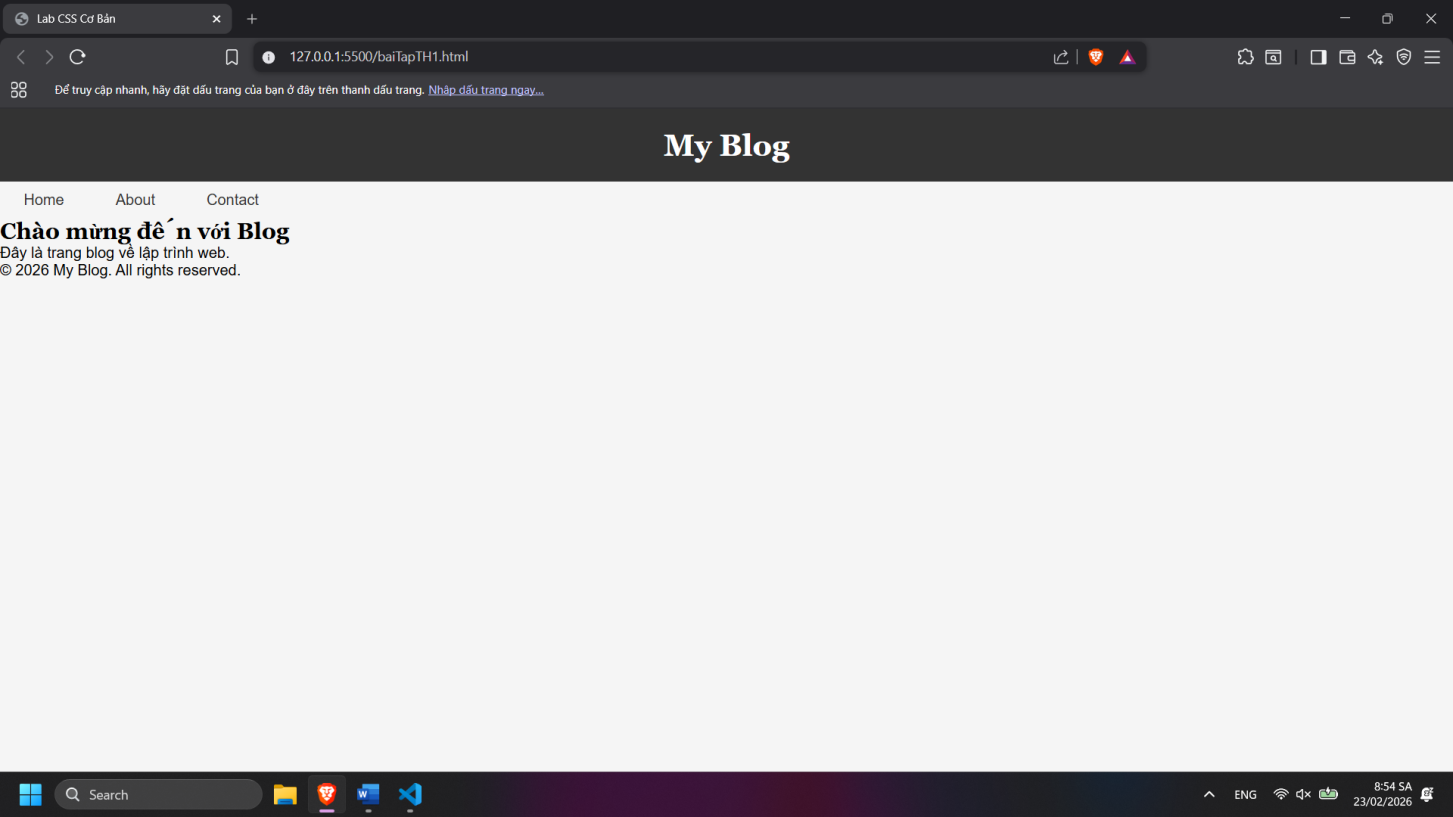 Lab CSS Cơ Bản
127.0.0.1:5500/baiTapTH1.html
Để truy cập nhanh, hãy đặt dấu trang của bạn ở đây trên thanh dấu trang. Nhập dấu trang ngay...
My Blog
Home About Contact
Chào mừng đến với Blog
Đây là trang blog về lập trình web.
© 2026 My Blog. All rights reserved.
Search
ENG
8:54 SA
23/02/2026